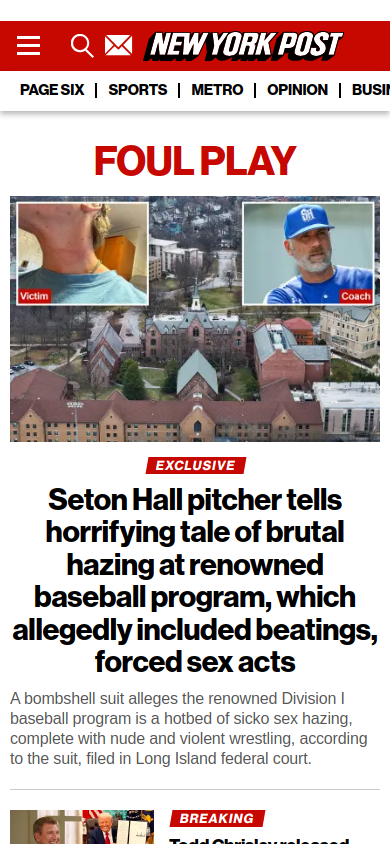 NEW YORK POST
PAGE SIX | SPORTS | METRO | OPINION | BUSIN
FOUL PLAY
Victim
Coach
EXCLUSIVE
Seton Hall pitcher tells
horrifying tale of brutal
hazing at renowned
baseball program, which
allegedly included beatings,
forced sex acts
A bombshell suit alleges the renowned Division I
baseball program is a hotbed of sicko sex hazing,
complete with nude and violent wrestling, according
to the suit, filed in Long Island federal court.
BREAKING
Todd Chrisley released